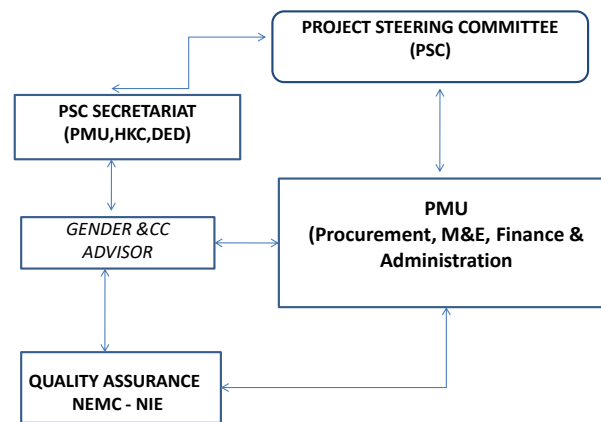 PROJECT STEERING COMMITTEE
(PSC)
PSC SECRETARIAT
(PMU,HKC,DED)
GENDER &CC
ADVISOR
PMU
(Procurement, M&E, Finance &
Administration
QUALITY ASSURANCE
NEMC - NIE